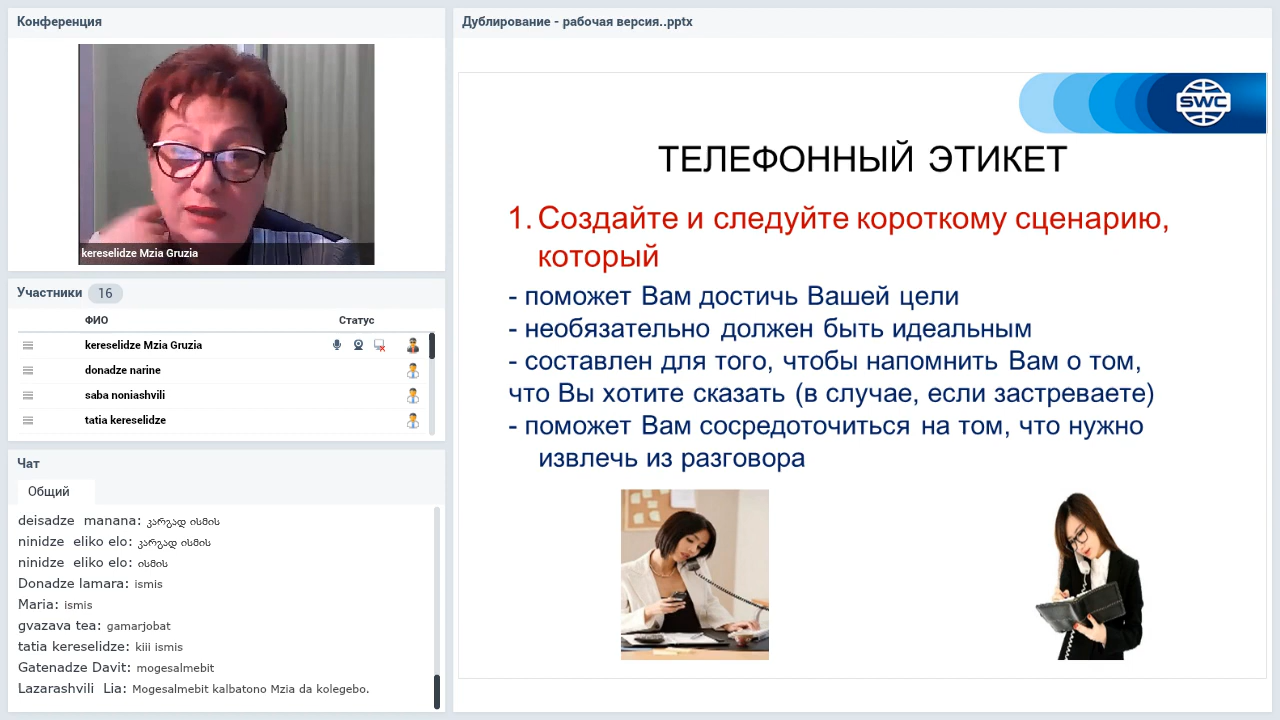 Конференция
kereselidze Mzia Gruzia
Участники 16
ФИО Статус
kereselidze Mzia Gruzia
donadze narine
saba noniashvili
tatia kereselidze
Чат
Общий
deisadze manana: კარგად ისმის
ninidze eliko elo: კარგად ისმის
ninidze eliko elo: ისმის
Donadze lamara: ismis
Maria: ismis
gvazava tea: gamarjobat
tatia kereselidze: kiii ismis
Gatenadze Davit: mogesalmebit
Lazarashvili Lia: Mogesalmebit kalbatono Mzia da kolegebo.
Дублирование - рабочая версия..pptx
SWC
ТЕЛЕФОННЫЙ ЭТИКЕТ
1. Создайте и следуйте короткому сценарию,
который
- поможет Вам достичь Вашей цели
- необязательно должен быть идеальным
- составлен для того, чтобы напомнить Вам о том,
что Вы хотите сказать (в случае, если застреваете)
- поможет Вам сосредоточиться на том, что нужно
извлечь из разговора